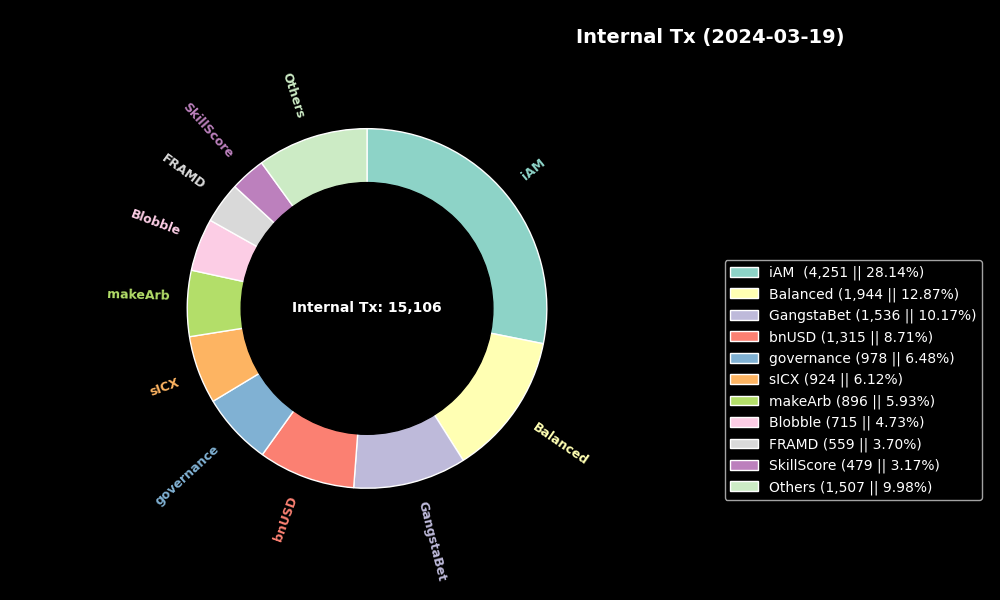 Internal Tx (2024-03-19)
Others
SkillScore
iAM
FRAMD
Blobble
makeArb
Internal Tx: 15,106
sICX
Balanced
governance
bnUSD
GangstaBet
iAM  (4,251 || 28.14%)
Balanced (1,944 || 12.87%)
GangstaBet (1,536 || 10.17%)
bnUSD (1,315 || 8.71%)
governance (978 || 6.48%)
sICX (924 || 6.12%)
makeArb (896 || 5.93%)
Blobble (715 || 4.73%)
FRAMD (559 || 3.70%)
SkillScore (479 || 3.17%)
Others (1,507 || 9.98%)